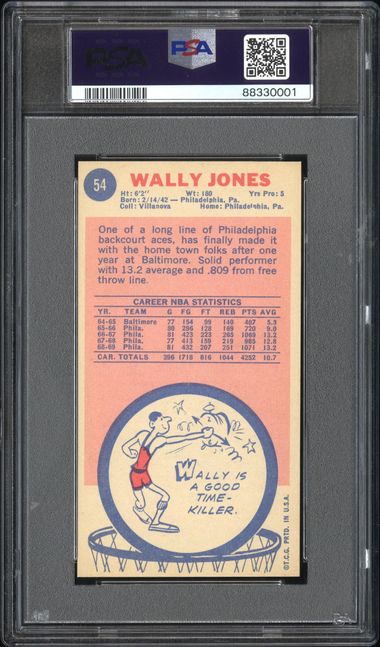 PSA
PSA
88330001
54
WALLY JONES
Ht: 6'2" Wt: 180 Yrs Pro: 5
Born: 2/14/42 — Philadelphia, Pa.
Coll: Villanova Home: Philadelphia, Pa.
One of a long line of Philadelphia
backcourt aces, has finally made it
with the home town folks after one
year at Baltimore. Solid performer
with 13.2 average and .809 from free
throw line.
CAREER NBA STATISTICS
YR. TEAM G FG FT REB PTS AVG
64-65 Baltimore 77 154 99 140 407 5.3
65-66 Phila. 80 296 128 169 720 9.0
66-67 Phila. 81 423 223 265 1069 13.2
67-68 Phila. 77 413 159 219 985 12.8
68-69 Phila. 81 432 207 251 1071 13.2
CAR. TOTALS 396 1718 816 1044 4252 10.7
WALLY IS
A GOOD
TIME-
KILLER.
©T.C.G. PRTD. IN U.S.A.